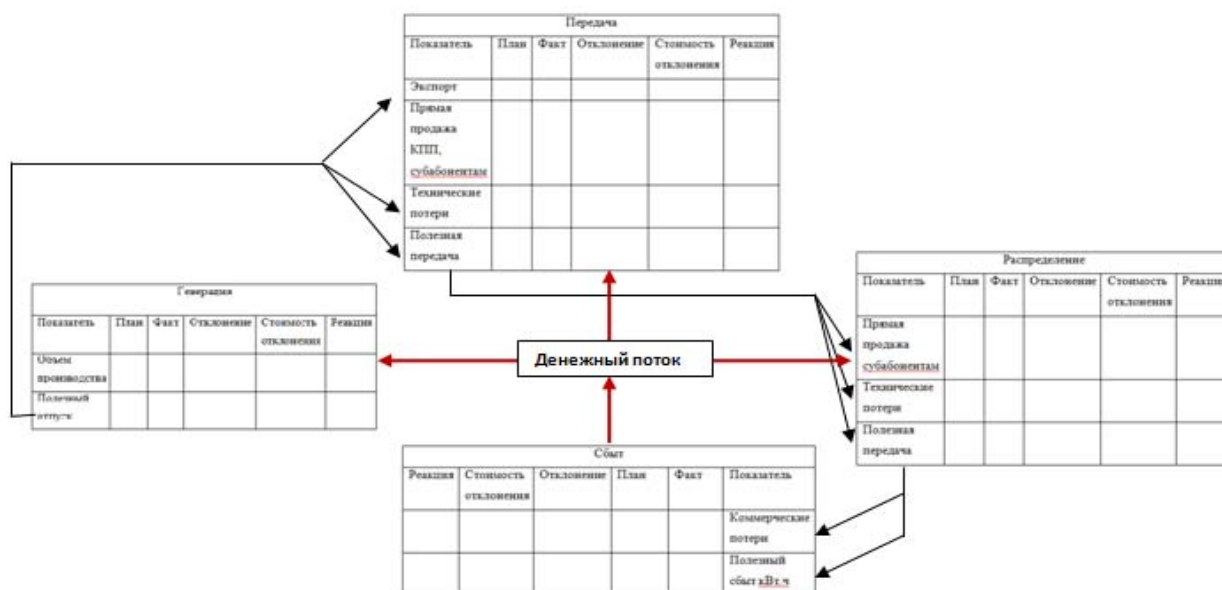 Передача
Показатель План Факт Отклонение Стоимость отклонения Реакция
Экспорт
Прямая
продажа
КПП,
субабонентам
Технические
потери
Полезная
передача
Распределение
Показатель План Факт Отклонение Стоимость отклонения Реакция
Прямая
продажа
субабонентам
Технические
потери
Полезная
передача
Генерация
Показатель План Факт Отклонение Стоимость отклонения Реакция
Объем
производства
Полезный
отпуск
Денежный поток
Сбыт
Реакция Стоимость отклонения Отклонение План Факт Показатель
Коммерческие
потери
Полезный
сбыт кВт.ч